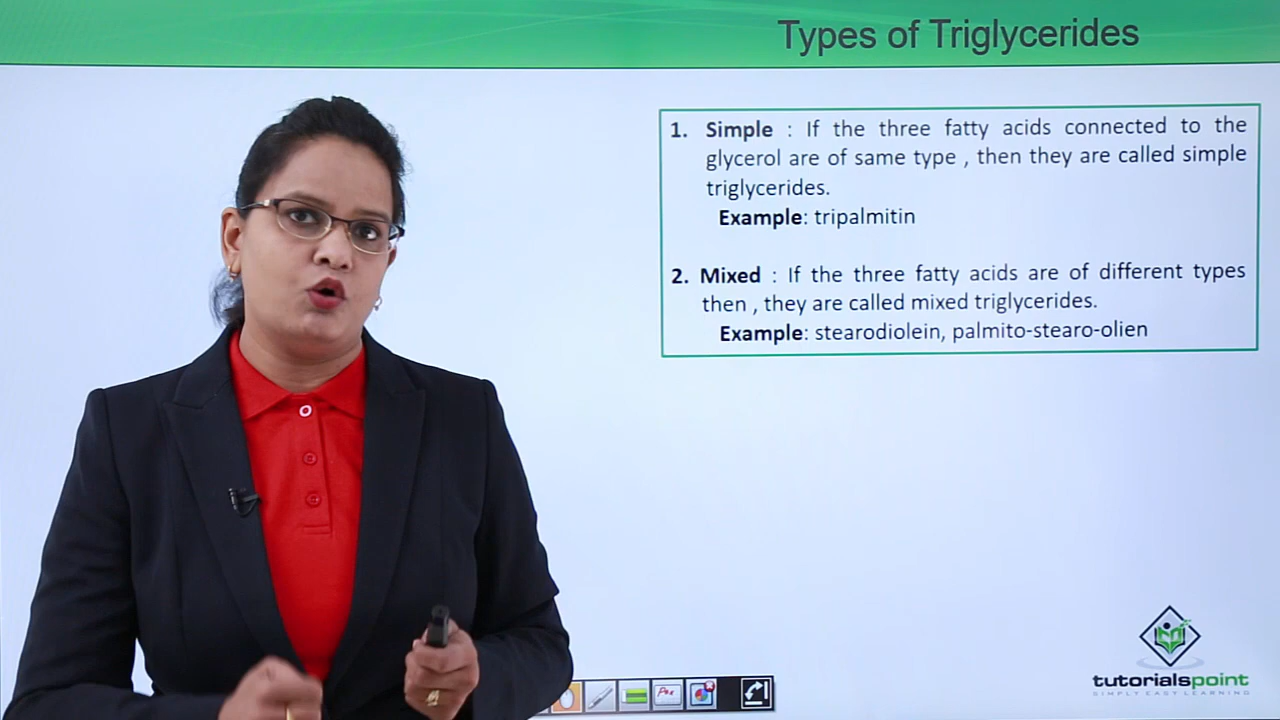 Types of Triglycerides
1. Simple : If the three fatty acids connected to the
glycerol are of same type , then they are called simple
triglycerides.
Example: tripalmitin
2. Mixed : If the three fatty acids are of different types
then , they are called mixed triglycerides.
Example: stearodiolein, palmito-stearo-olien
tutorialspoint
SIMPLY EASY LEARNING